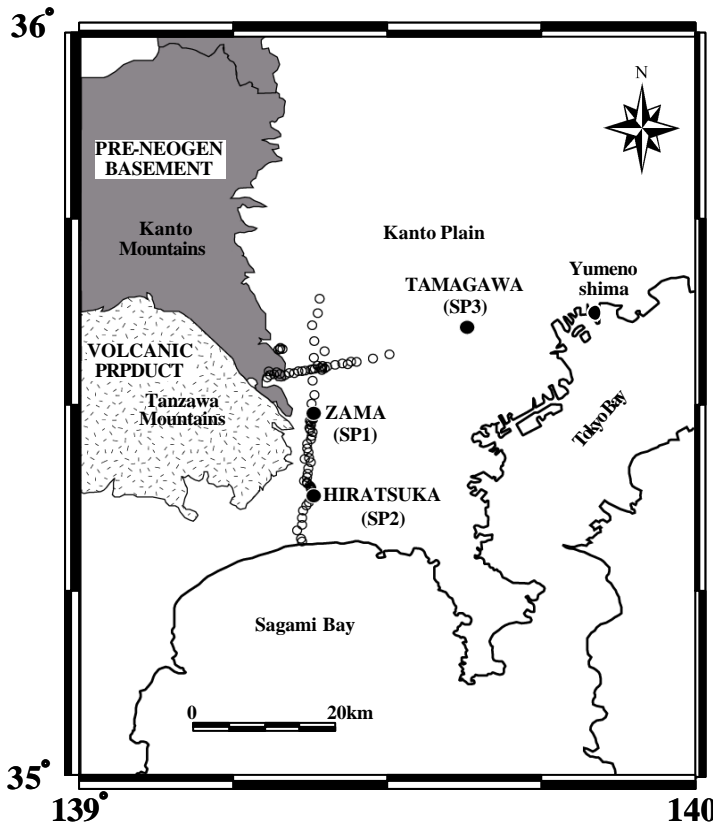 36°
N
PRE-NEOGEN
BASEMENT
Kanto
Mountains
Kanto Plain
Yumeno
shima
TAMAGAWA
(SP3)
VOLCANIC
PRPDUCT
Tanzawa
Mountains
ZAMA
(SP1)
Tokyo Bay
HIRATSUKA
(SP2)
Sagami Bay
0 20km
35°
139° 140